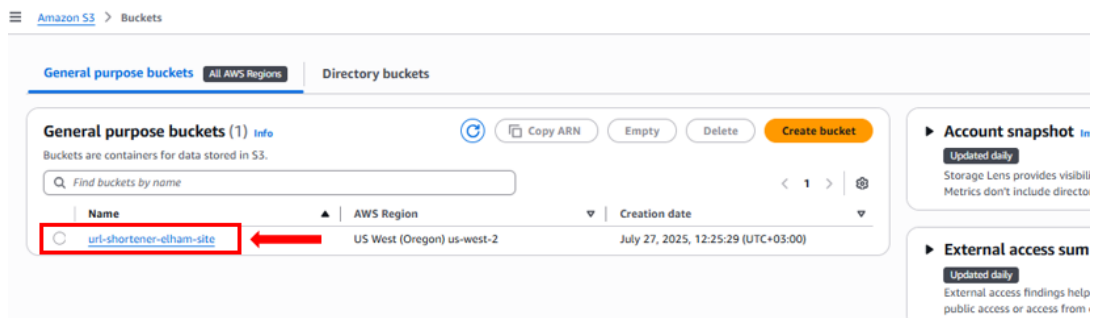 Amazon S3 > Buckets
General purpose buckets All AWS Regions
Directory buckets
General purpose buckets (1) Info
Copy ARN
Empty
Delete
Create bucket
Buckets are containers for data stored in S3.
Find buckets by name
< 1 >
Name
AWS Region
Creation date
url-shortener-elham-site
US West (Oregon) us-west-2
July 27, 2025, 12:25:29 (UTC+03:00)
Account snapshot
Updated daily
Storage Lens provides
Metrics don't include
External access
Updated daily
External access findings help
public access or access from